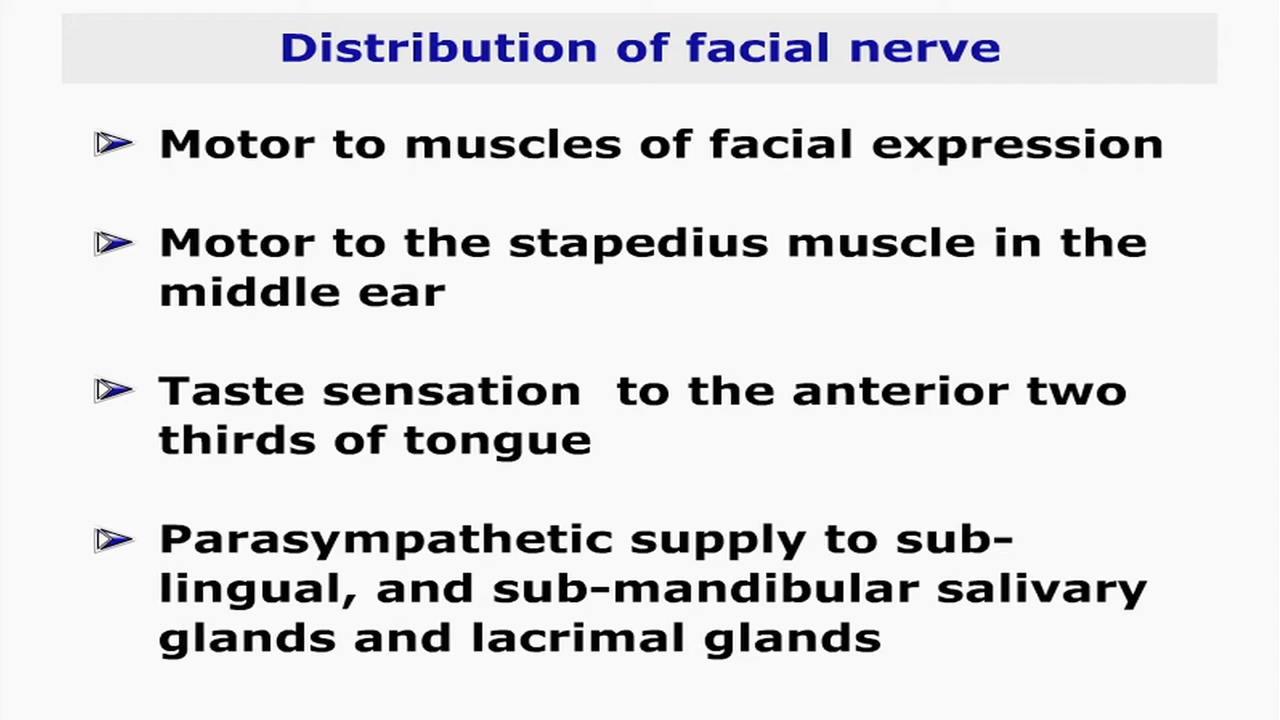 Distribution of facial nerve
Motor to muscles of facial expression
Motor to the stapedius muscle in the
middle ear
Taste sensation  to the anterior two
thirds of tongue
Parasympathetic supply to sub-
lingual, and sub-mandibular salivary
glands and lacrimal glands